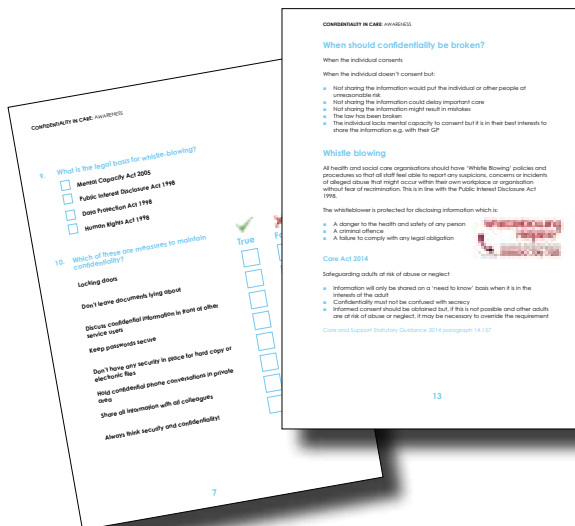 CONFIDENTIALITY IN CARE: AWARENESS
9. What is the legal basis for whistle-blowing?
Mental Capacity Act 2005
Public Interest Disclosure Act 1998
Data Protection Act 1998
Human Rights Act 1998
10. Which of these are measures to maintain
confidentiality?
True
Locking doors
Don't leave documents lying about
Discuss confidential information in front of other
service users
Keep passwords secure
Don't have any security in place for hard copy or
electronic files
Hold confidential phone conversations in private
area
Share all information with all colleagues
Always think security and confidentiality!
7
CONFIDENTIALITY IN CARE: AWARENESS
When should confidentiality be broken?
When the individual consents
When the individual doesn't consent but:
Not sharing the information would put the individual or other people at
unreasonable risk
Not sharing the information could delay important care
Not sharing the information might result in mistakes
The law has been broken
The individual lacks mental capacity to consent but it is in their best interests to
share the information e.g. with their GP
Whistle blowing
All health and social care organisations should have 'Whistle Blowing' policies and
procedures so that all staff feel able to report any suspicions, concerns or incidents
of alleged abuse that might occur within their own workplace or organisation
without fear of recrimination. This is in line with the Public Interest Disclosure Act
1998.
The whistleblower is protected for disclosing information which is:
A danger to the health and safety of any person
A criminal offence
A failure to comply with any legal obligation
Care Act 2014
Safeguarding adults at risk of abuse or neglect:
Information will only be shared on a 'need to know' basis when it is in the
interests of the adult
Confidentiality must not be confused with secrecy
Informed consent should be obtained but, if this is not possible and other adults
are at risk of abuse or neglect, it may be necessary to override the requirement
Care and Support Statutory Guidance 2014 paragraph 14.157
13